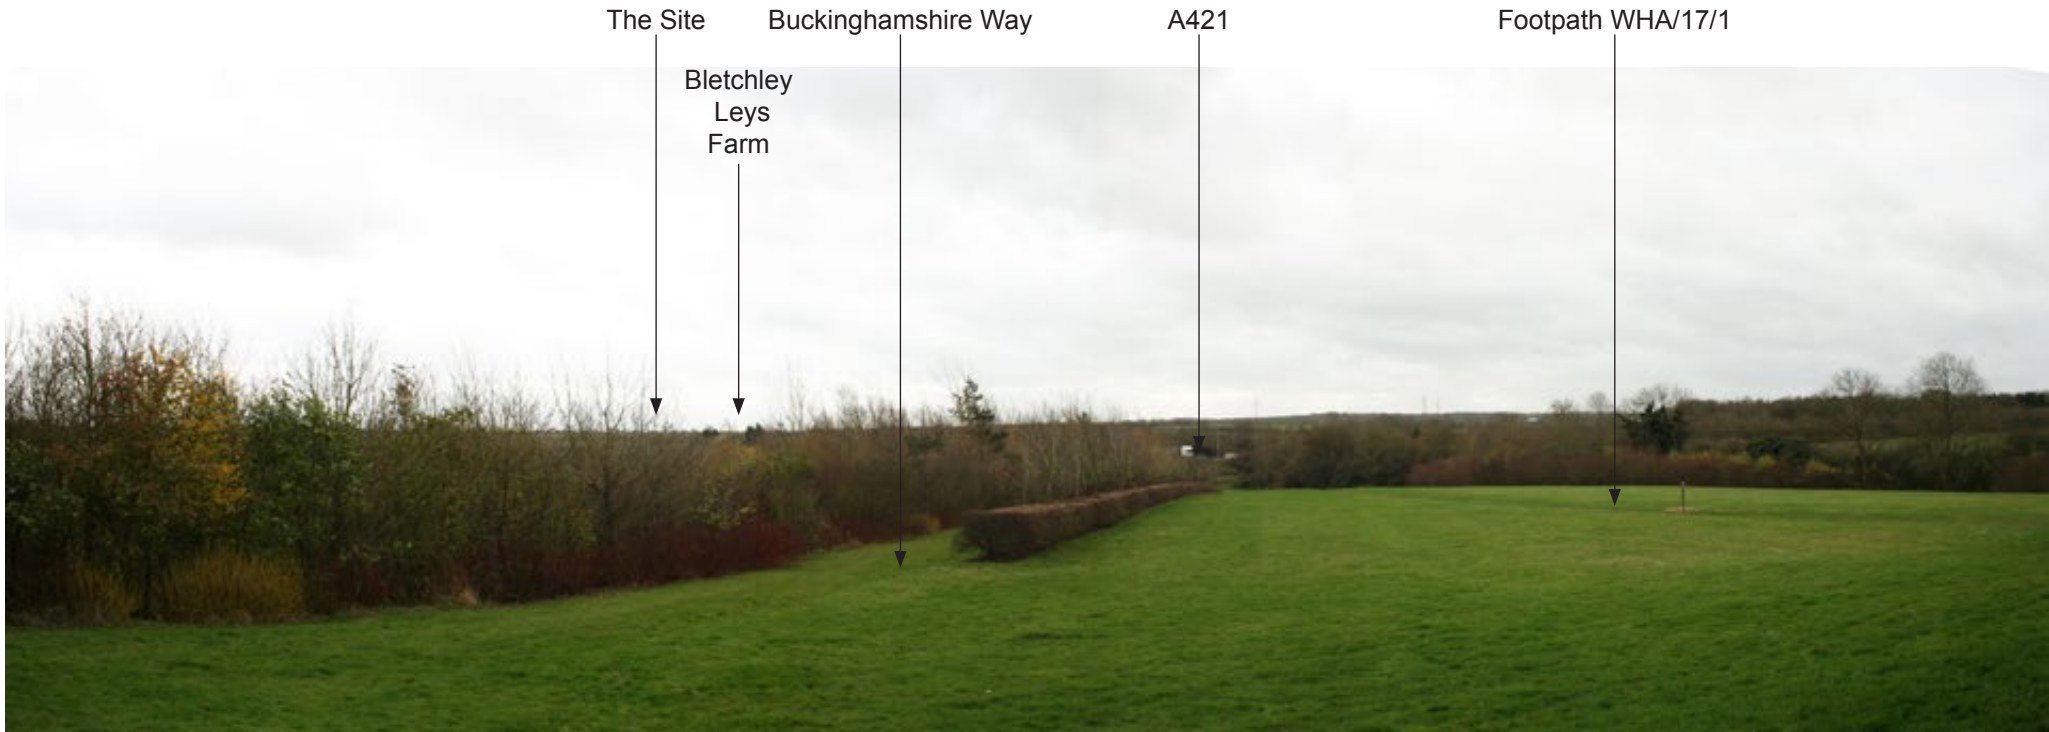 The Site
Buckinghamshire Way
A421
Footpath WHA/17/1
Bletchley
Leys
Farm